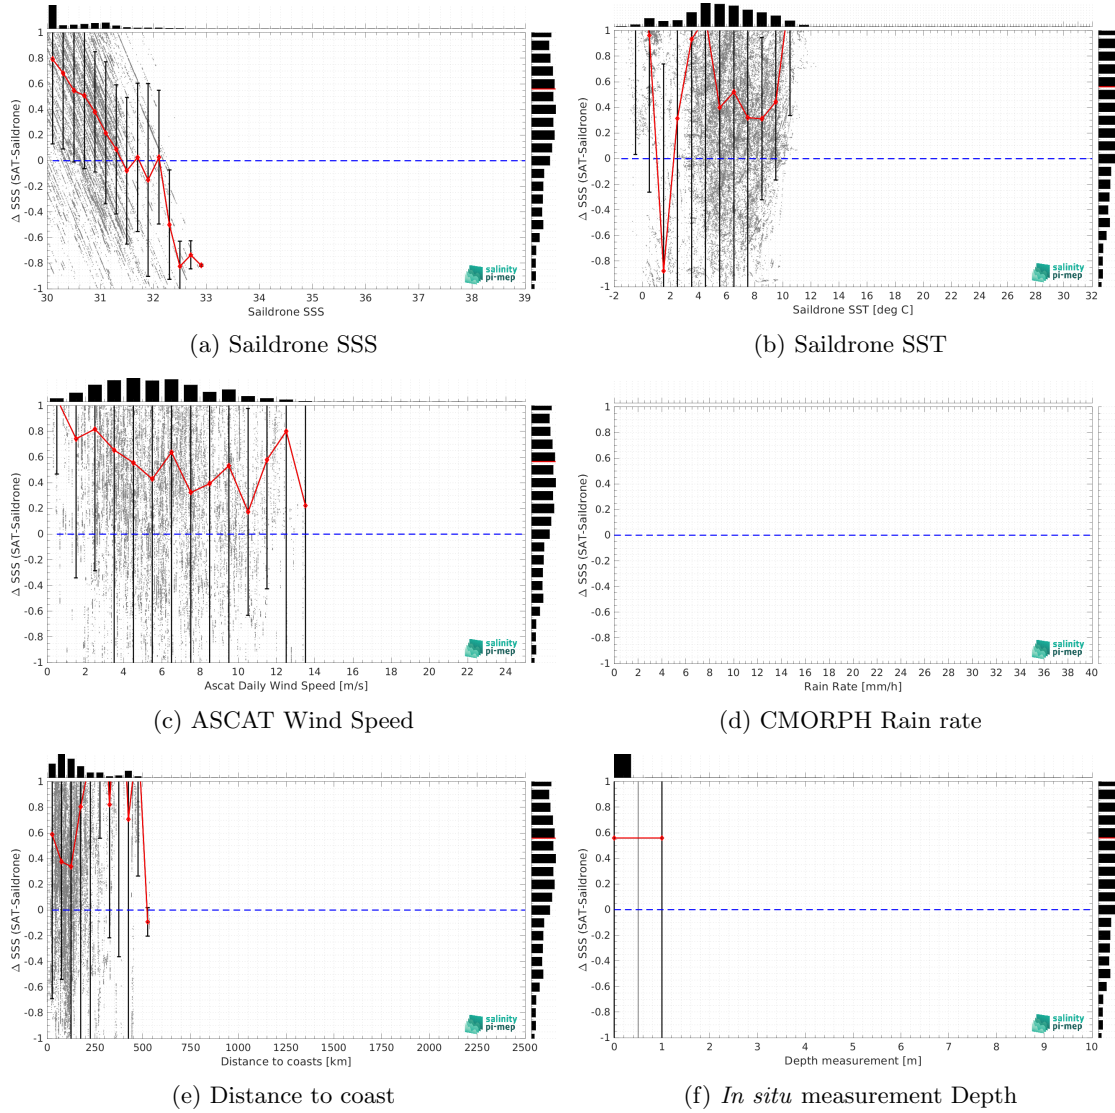 1
0.8
0.6
0.4
0.2
0
-0.2
-0.4
-0.6
-0.8
-1
Δ SSS (SAT-Saildrone)
salinity
pi-mep
30 31 32 33 34 35 36 37 38 39
Saildrone SSS
(a) Saildrone SSS
1
0.8
0.6
0.4
0.2
0
-0.2
-0.4
-0.6
-0.8
-1
Δ SSS (SAT-Saildrone)
salinity
pi-mep
-2 0 2 4 6 8 10 12 14 16 18 20 22 24 26 28 30 32
Saildrone SST [deg C]
(b) Saildrone SST
1
0.8
0.6
0.4
0.2
0
-0.2
-0.4
-0.6
-0.8
-1
Δ SSS (SAT-Saildrone)
salinity
pi-mep
0 2 4 6 8 10 12 14 16 18 20 22 24
Ascat Daily Wind Speed [m/s]
(c) ASCAT Wind Speed
1
0.8
0.6
0.4
0.2
0
-0.2
-0.4
-0.6
-0.8
-1
Δ SSS (SAT-Saildrone)
salinity
pi-mep
0 2 4 6 8 10 12 14 16 18 20 22 24 26 28 30 32 34 36 38 40
Rain Rate [mm/h]
(d) CMORPH Rain rate
1
0.8
0.6
0.4
0.2
0
-0.2
-0.4
-0.6
-0.8
-1
Δ SSS (SAT-Saildrone)
salinity
pi-mep
0 250 500 750 1000 1250 1500 1750 2000 2250 2500
Distance to coasts [km]
(e) Distance to coast
1
0.8
0.6
0.4
0.2
0
-0.2
-0.4
-0.6
-0.8
-1
Δ SSS (SAT-Saildrone)
salinity
pi-mep
0 1 2 3 4 5 6 7 8 9 10
Depth measurement [m]
(f) In situ measurement Depth